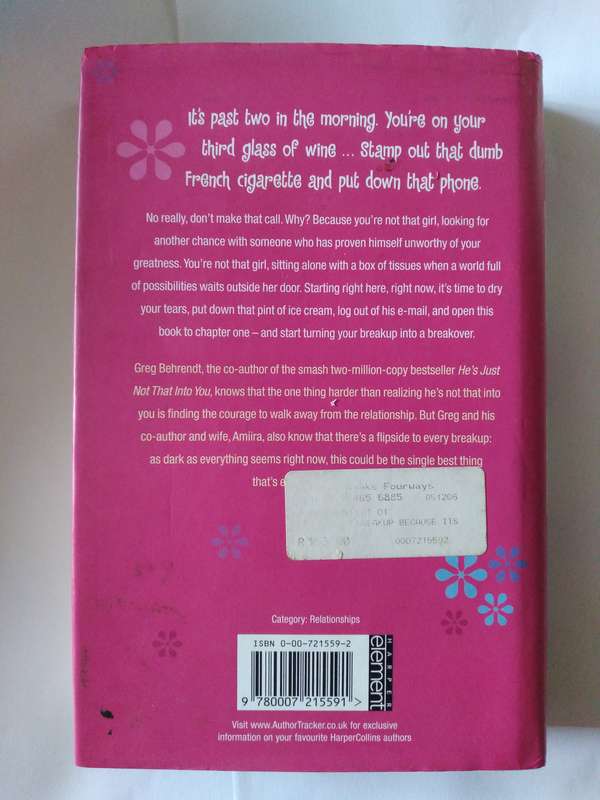 It's past two in the morning. You're on your
third glass of wine ... Stamp out that dumb
French cigarette and put down that phone.
No really, don't make that call. Why? Because you're not that girl, looking for
another chance with someone who has proven himself unworthy of your
greatness. You're not that girl, sitting alone with a box of tissues when a world full
of possibilities waits outside her door. Starting right here, right now, it's time to dry
your tears, put down that pint of ice cream, log out of his e-mail, and open this
book to chapter one – and start turning your breakup into a breakover.
Greg Behrendt, the co-author of the smash two-million-copy bestseller He's Just
Not That Into You, knows that the one thing harder than realizing he's not that into
you is finding the courage to walk away from the relationship. But Greg and his
co-author and wife, Amiira, also know that there's a flipside to every breakup:
as dark as everything seems right now, this could be the single best thing
that's
Fourways
465 6885 051206
01
BECAUSE ITS
0007215592
Category: Relationships
ISBN 0-00-721559-2
9 780007 215591 >
HARPER
element
Visit www.AuthorTracker.co.uk for exclusive
information on your favourite HarperCollins authors